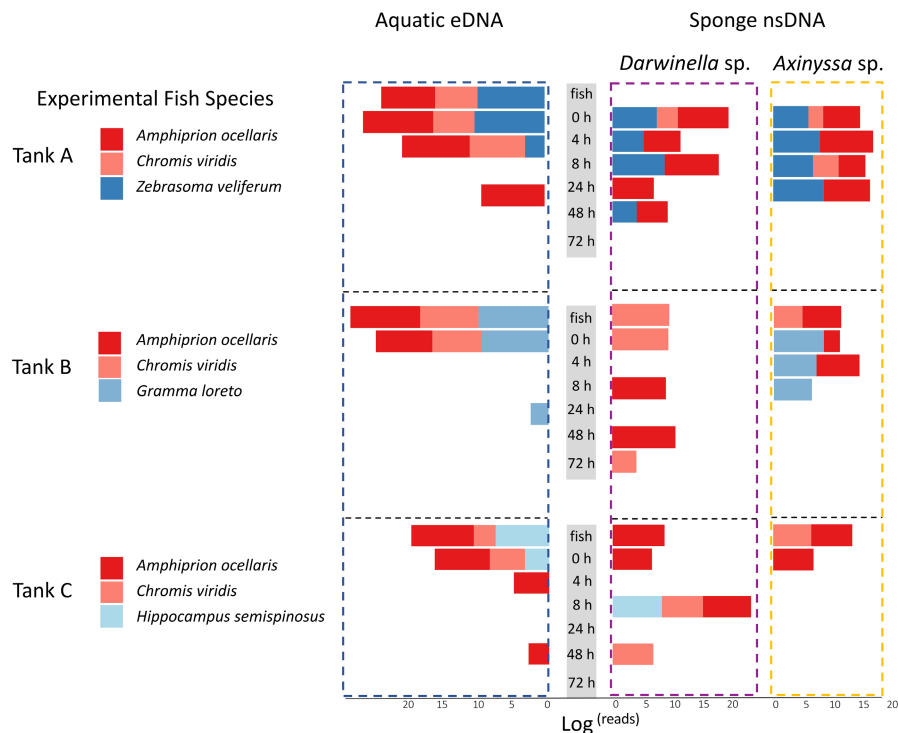 Aquatic eDNA
Sponge nsDNA
Darwinella sp.
Axinyssa sp.
Experimental Fish Species
Tank A
Amphiprion ocellaris
Chromis viridis
Zebrasoma veliferum
fish
0 h
4 h
8 h
24 h
48 h
72 h
Tank B
Amphiprion ocellaris
Chromis viridis
Gramma loreto
fish
0 h
4 h
8 h
24 h
48 h
72 h
Tank C
Amphiprion ocellaris
Chromis viridis
Hippocampus semispinosus
fish
0 h
4 h
8 h
24 h
48 h
72 h
20 15 10 5 0
0 5 10 15 20
0 5 10 15 20
Log (reads)